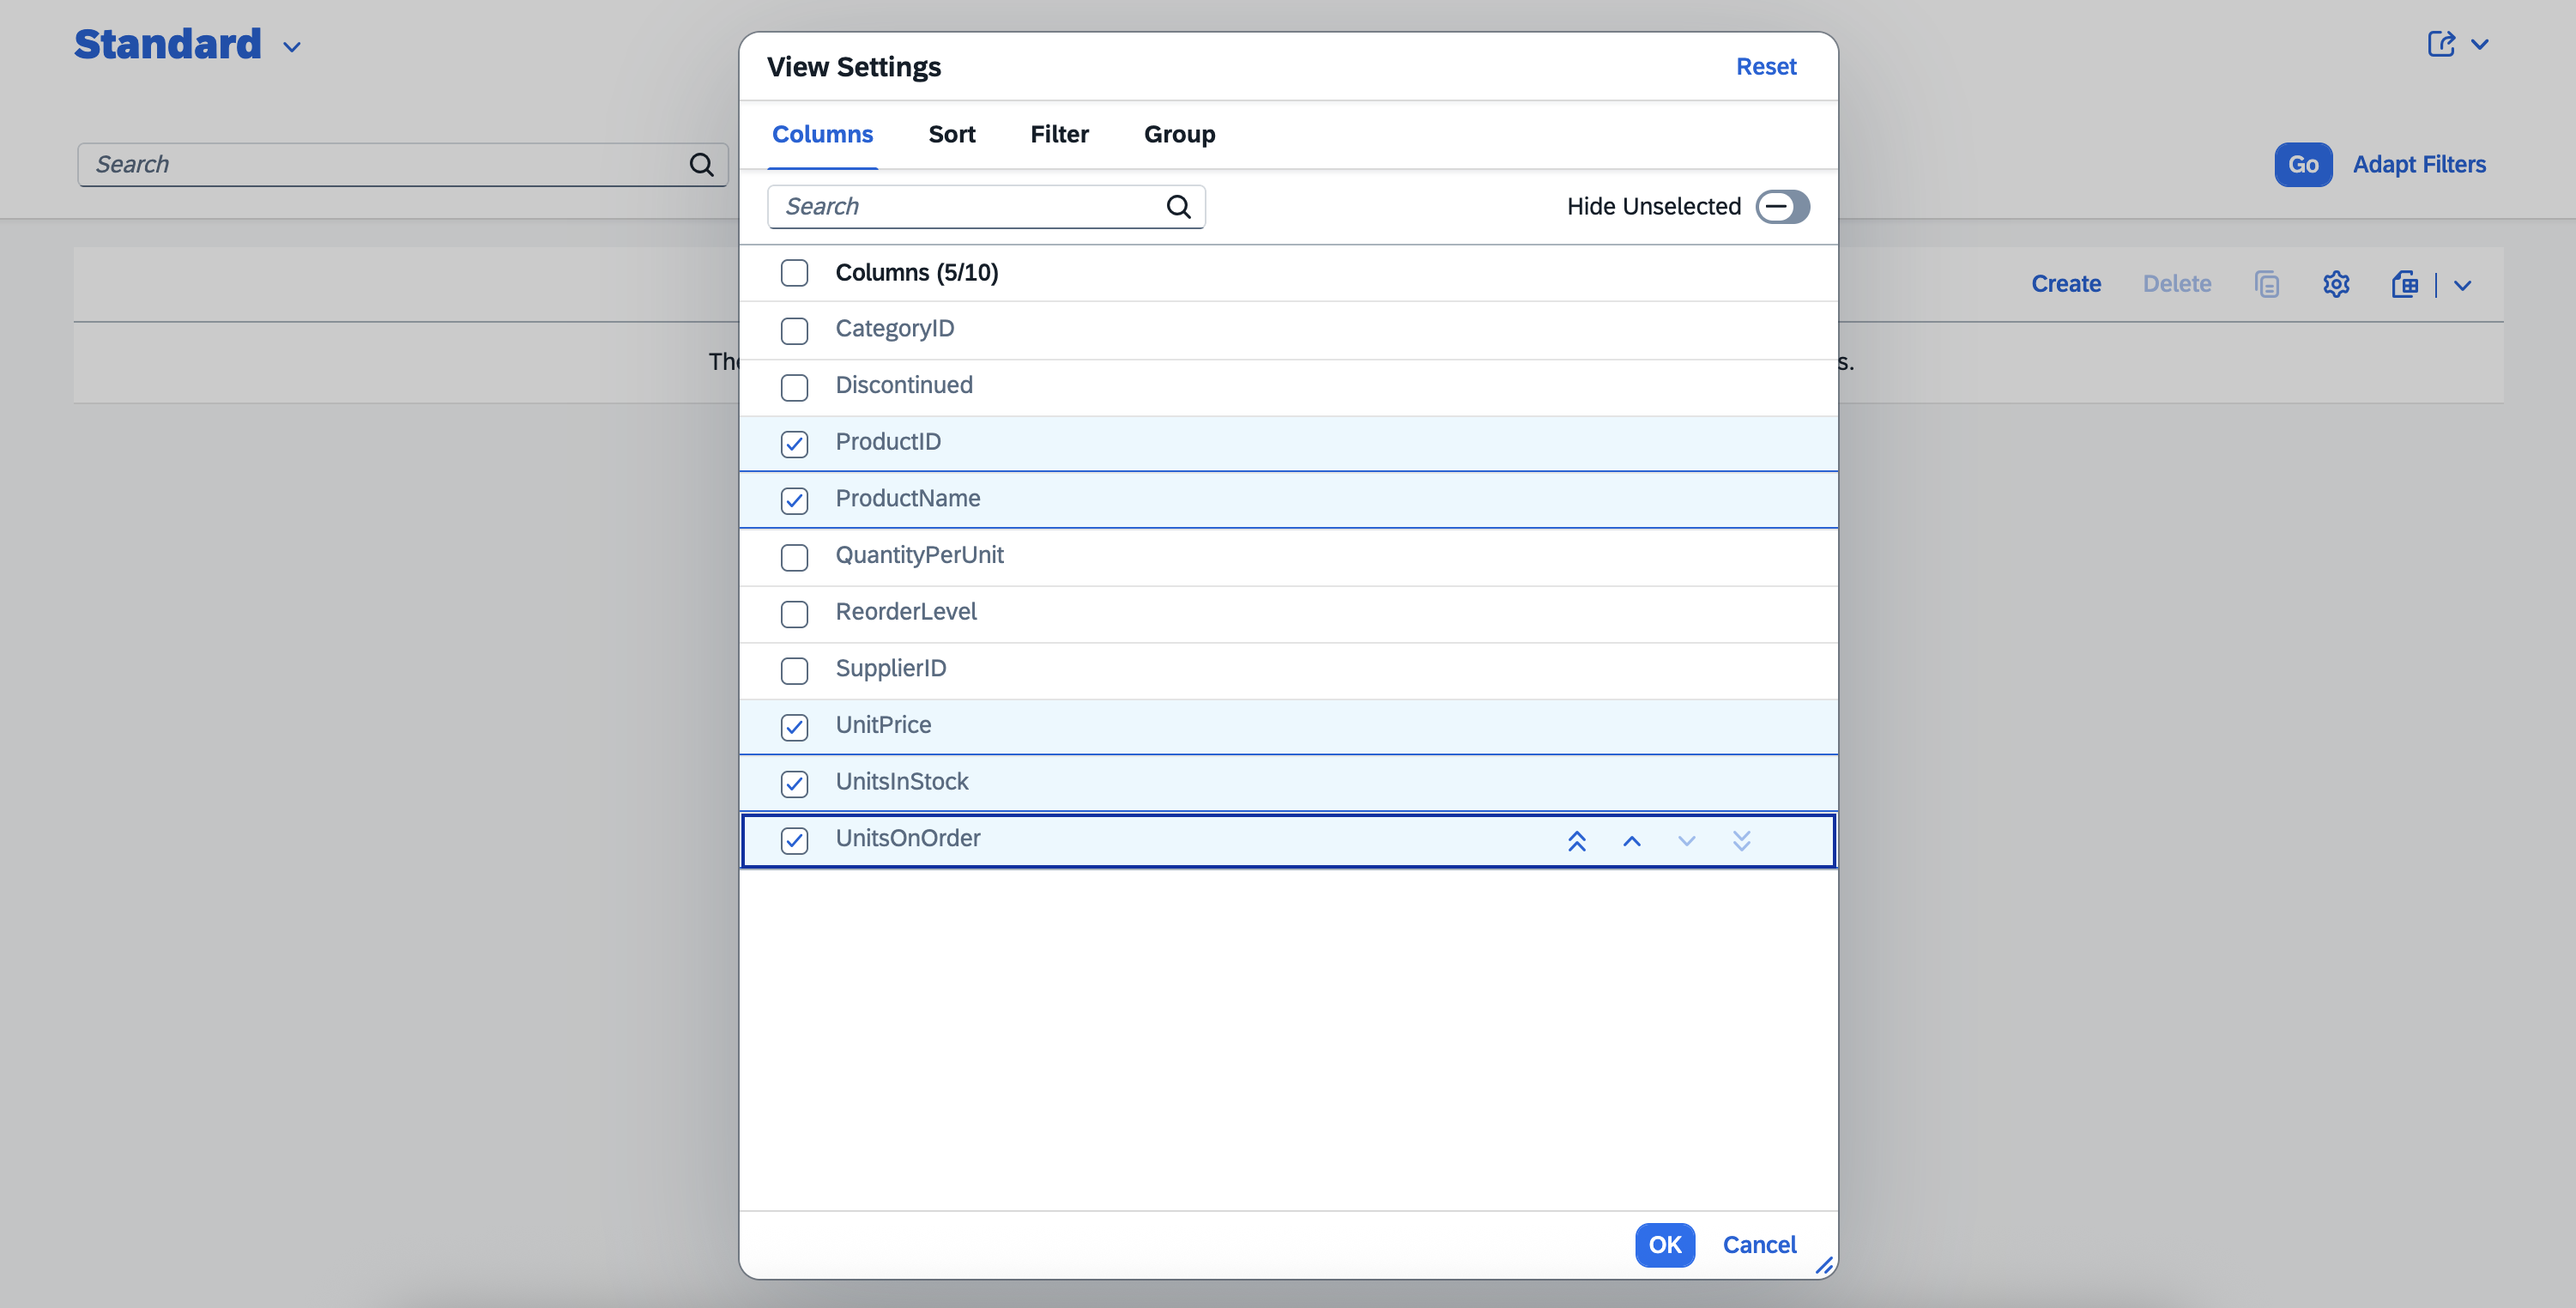 Standard
Search
Go
Adapt Filters
Create
Delete
View Settings
Reset
Columns
Sort
Filter
Group
Search
Hide Unselected
Columns (5/10)
CategoryID
Discontinued
ProductID
ProductName
QuantityPerUnit
ReorderLevel
SupplierID
UnitPrice
UnitsInStock
UnitsOnOrder
OK
Cancel